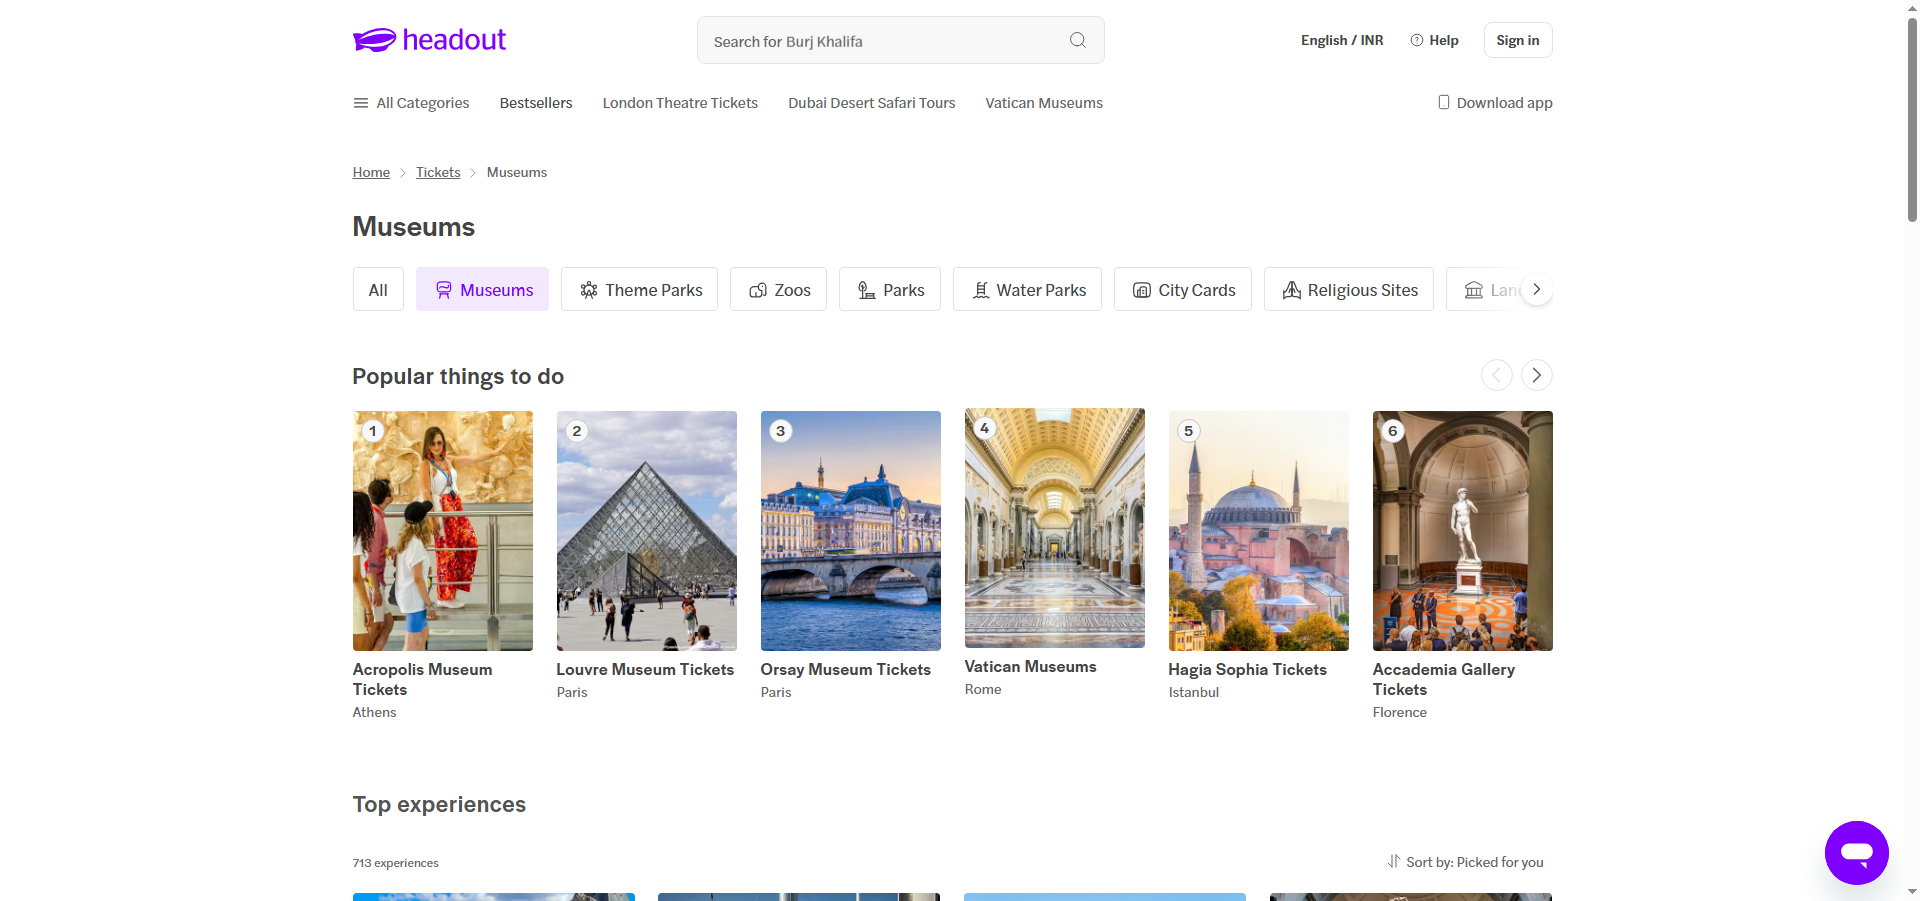 headout
Search for Burj Khalifa
English / INR
Help
Sign in
All Categories
Bestsellers
London Theatre Tickets
Dubai Desert Safari Tours
Vatican Museums
Download app
Home
Tickets
Museums
Museums
All
Museums
Theme Parks
Zoos
Parks
Water Parks
City Cards
Religious Sites
Popular things to do
1
2
3
4
5
6
Acropolis Museum
Tickets
Athens
Louvre Museum Tickets
Paris
Orsay Museum Tickets
Paris
Vatican Museums
Rome
Hagia Sophia Tickets
Istanbul
Accademia Gallery
Tickets
Florence
Top experiences
713 experiences
Sort by: Picked for you